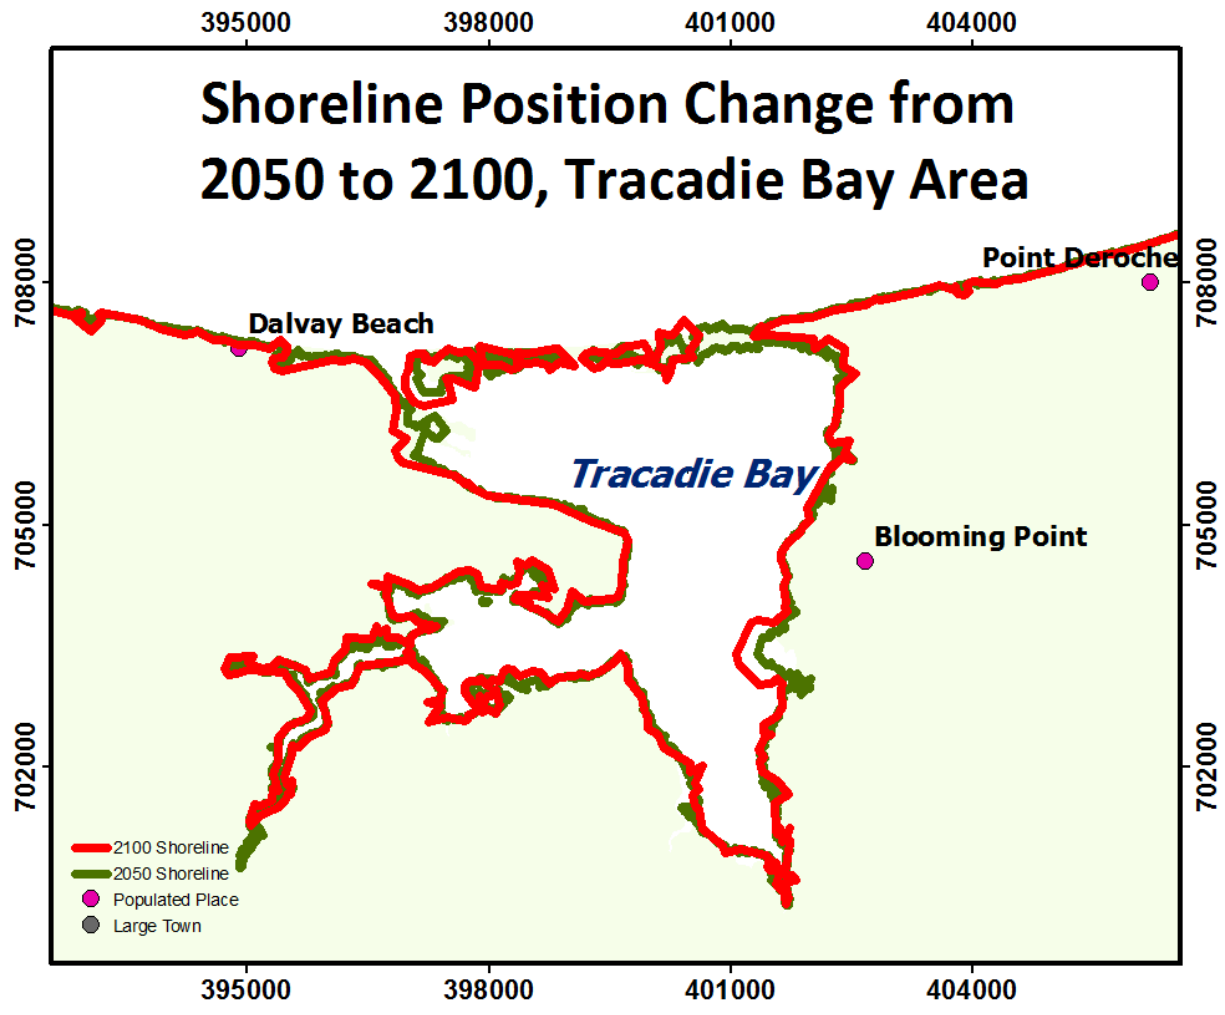 395000 398000 401000 404000
Shoreline Position Change from
2050 to 2100, Tracadie Bay Area
Point Deroche
708000 708000
Dalvay Beach
Tracadie Bay
705000 705000
Blooming Point
702000 702000
2100 Shoreline
2050 Shoreline
Populated Place
Large Town
395000 398000 401000 404000